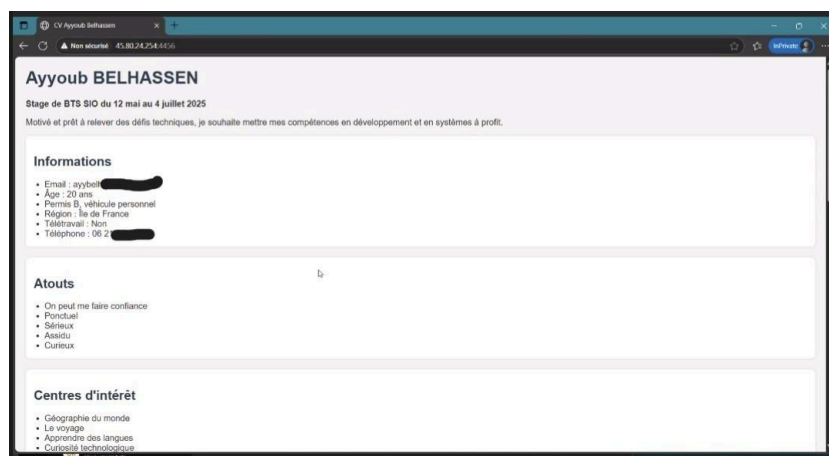 CV Ayyoub Belhassen
Non sécurisé 45.80.24.254:4456
InPrivate
Ayyoub BELHASSEN
Stage de BTS SIO du 12 mai au 4 juillet 2025
Motivé et prêt à relever des défis techniques, je souhaite mettre mes compétences en développement et en systèmes à profit.
Informations
• Email : ayybel
• Âge : 20 ans
• Permis B, véhicule personnel
• Région : Île de France
• Télétravail : Non
• Téléphone : 06 2
Atouts
• On peut me faire confiance
• Ponctuel
• Sérieux
• Assidu
• Curieux
Centres d'intérêt
• Géographie du monde
• Le voyage
• Apprendre des langues
• Curiosité technologique